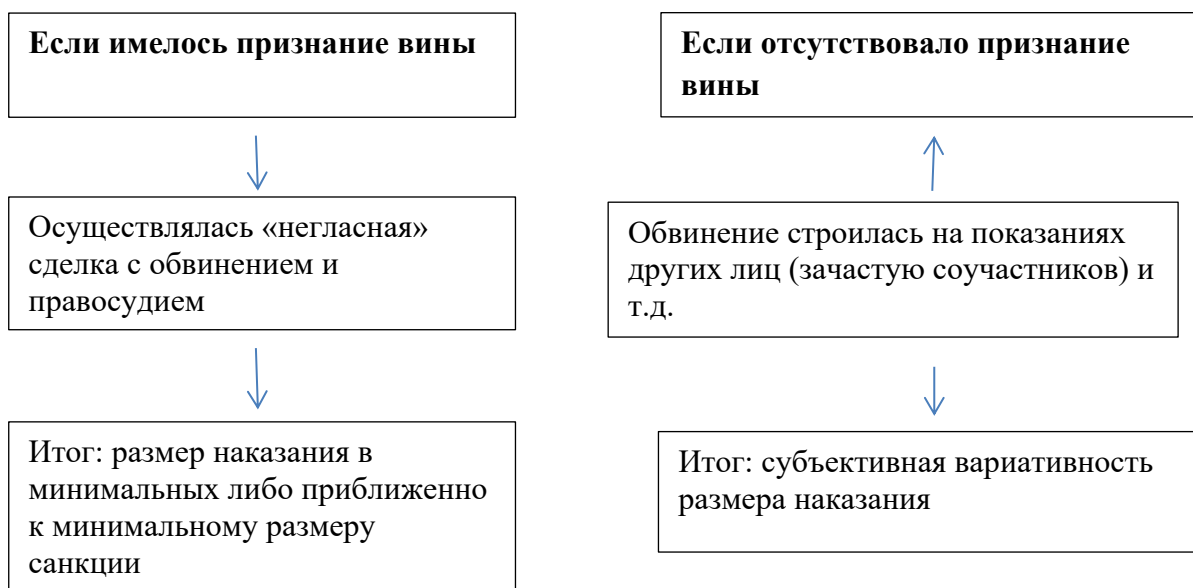 Если имелось признание вины
Осуществлялась «негласная»
сделка с обвинением и
правосудием
Итог: размер наказания в
минимальных либо приближенно
к минимальному размеру
санкции
Если отсутствовало признание
вины
Обвинение строилась на показаниях
других лиц (зачастую соучастников) и
т.д.
Итог: субъективная вариативность
размера наказания